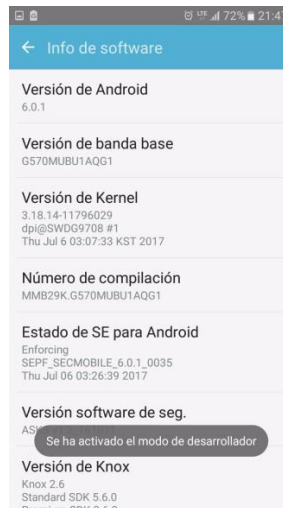 LTE 72% 21:47
Info de software
Versión de Android
6.0.1
Versión de banda base
G570MUBU1AQG1
Versión de Kernel
3.18.14-11796029
dpi@SWDG9708 #1
Thu Jul 6 03:07:33 KST 2017
Número de compilación
MMB29K.G570MUBU1AQG1
Estado de SE para Android
Enforcing
SEPF_SECMOBILE_6.0.1_0035
Thu Jul 06 03:26:39 2017
Versión software de seg.
Se ha activado el modo de desarrollador
Versión de Knox
Knox 2.6
Standard SDK 5.6.0